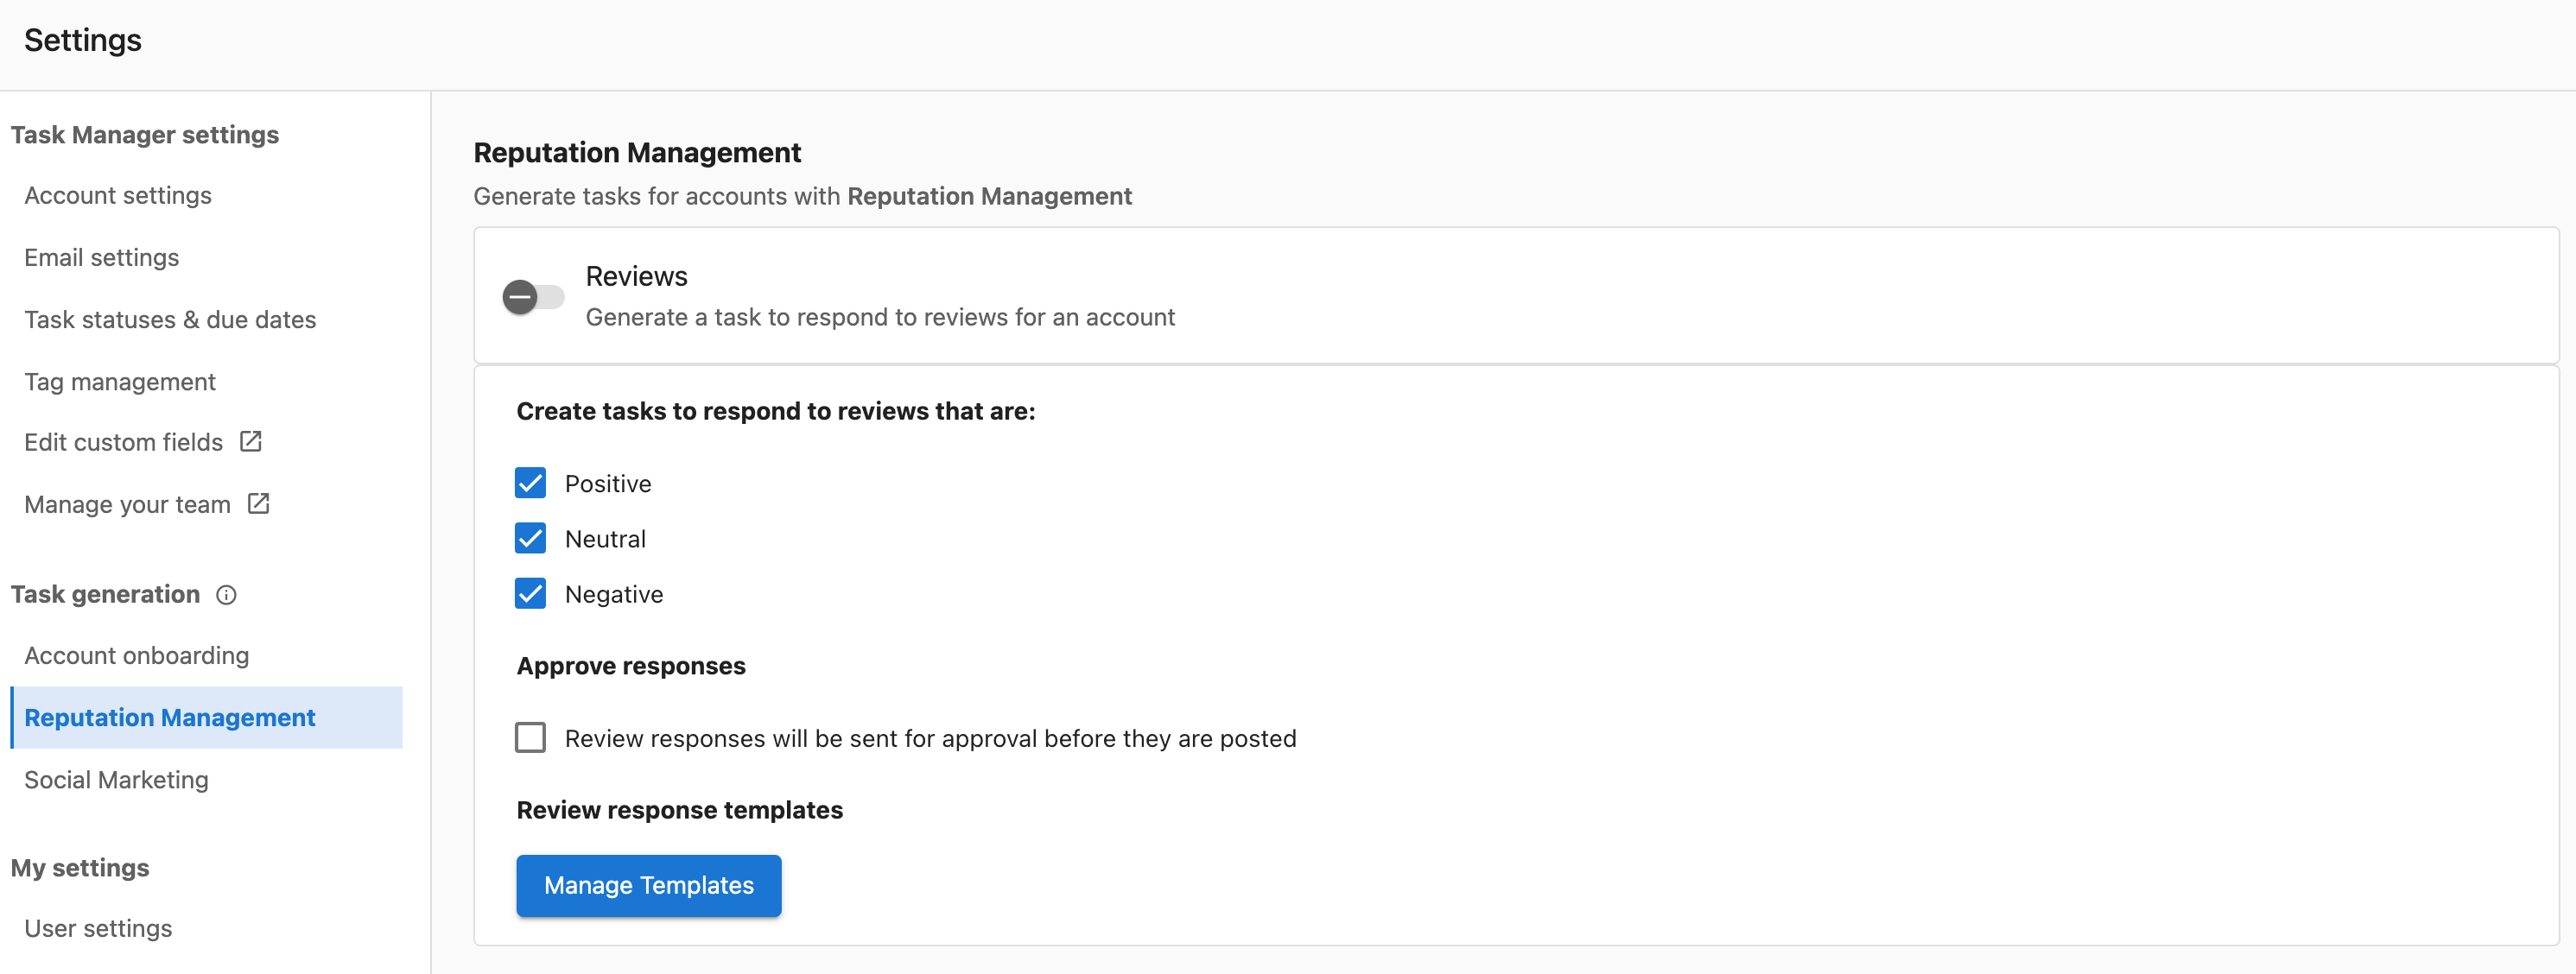 Settings
Task Manager settings
Account settings
Email settings
Task statuses & due dates
Tag management
Edit custom fields
Manage your team
Task generation
Account onboarding
Reputation Management
Social Marketing
My settings
User settings
Reputation Management
Generate tasks for accounts with Reputation Management
Reviews
Generate a task to respond to reviews for an account
Create tasks to respond to reviews that are:
Positive
Neutral
Negative
Approve responses
Review responses will be sent for approval before they are posted
Review response templates
Manage Templates